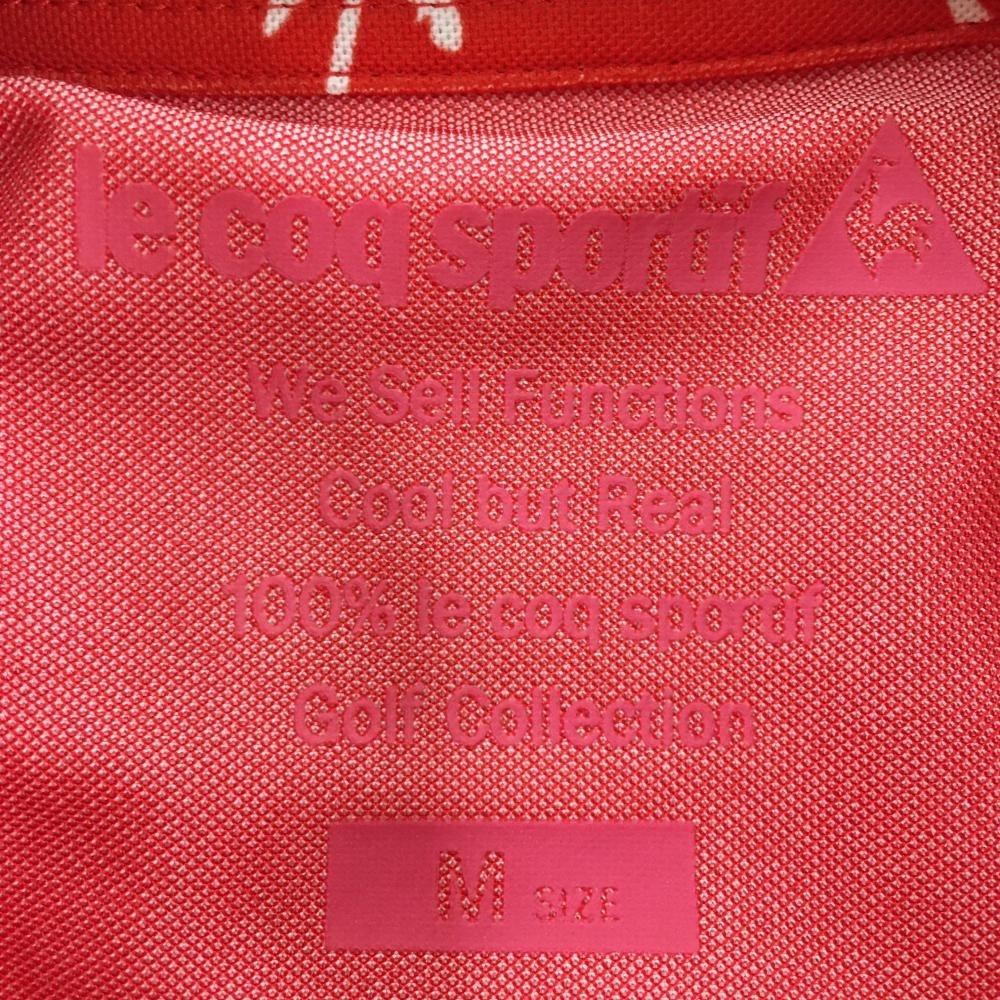 le coq sportif
We Sell Functions
Cool but Real
100% le coq sportif
Golf Collection
M SIZE